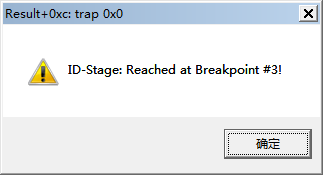 Result+0xc: trap 0x0
ID-Stage: Reached at Breakpoint #3!
确定